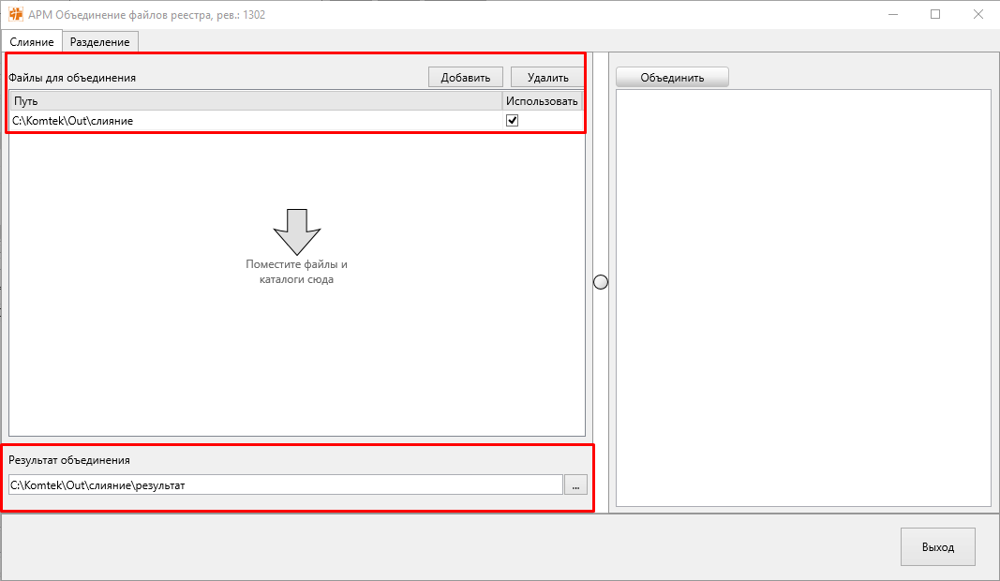 АРМ Объединение файлов реестра, рев.: 1302
Слияние Разделение
Файлы для объединения Добавить Удалить Объединить
Путь Использовать
C:\Komtek\Out\слияние
Поместите файлы и
каталоги сюда
Результат объединения
C:\Komtek\Out\слияние\результат ...
Выход